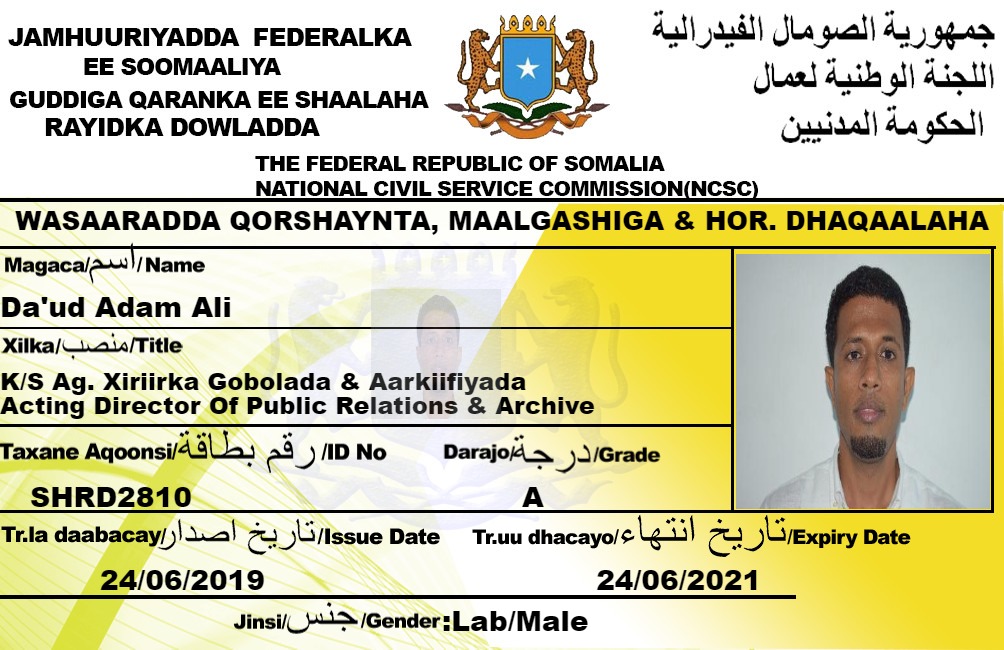 JAMHUURIYADDA FEDERALKA
EE SOOMAALIYA
GUDDIGA QARANKA EE SHAALAHA
RAYIDKA DOWLADDA
جمهورية الصومال الفيدرالية
اللجنة الوطنية لعمال
الحكومة المدنيين
THE FEDERAL REPUBLIC OF SOMALIA
NATIONAL CIVIL SERVICE COMMISSION(NCSC)
WASAARADDA QORSHAYNTA, MAALGASHIGA & HOR. DHAQAALAHA
Magaca/اسم/Name
Da'ud Adam Ali
Xilka/منصب/Title
K/S Ag. Xiriirka Gobolada & Aarkiifiyada
Acting Director Of Public Relations & Archive
Taxane Aqoonsi/رقم بطاقة/ID No
Darajo/درجة/Grade
SHRD2810
A
Tr.la daabacay/تاريخ اصدار/Issue Date
Tr.uu dhacayo/تاريخ انتهاء/Expiry Date
24/06/2019
24/06/2021
Jinsi/جنس/Gender:Lab/Male